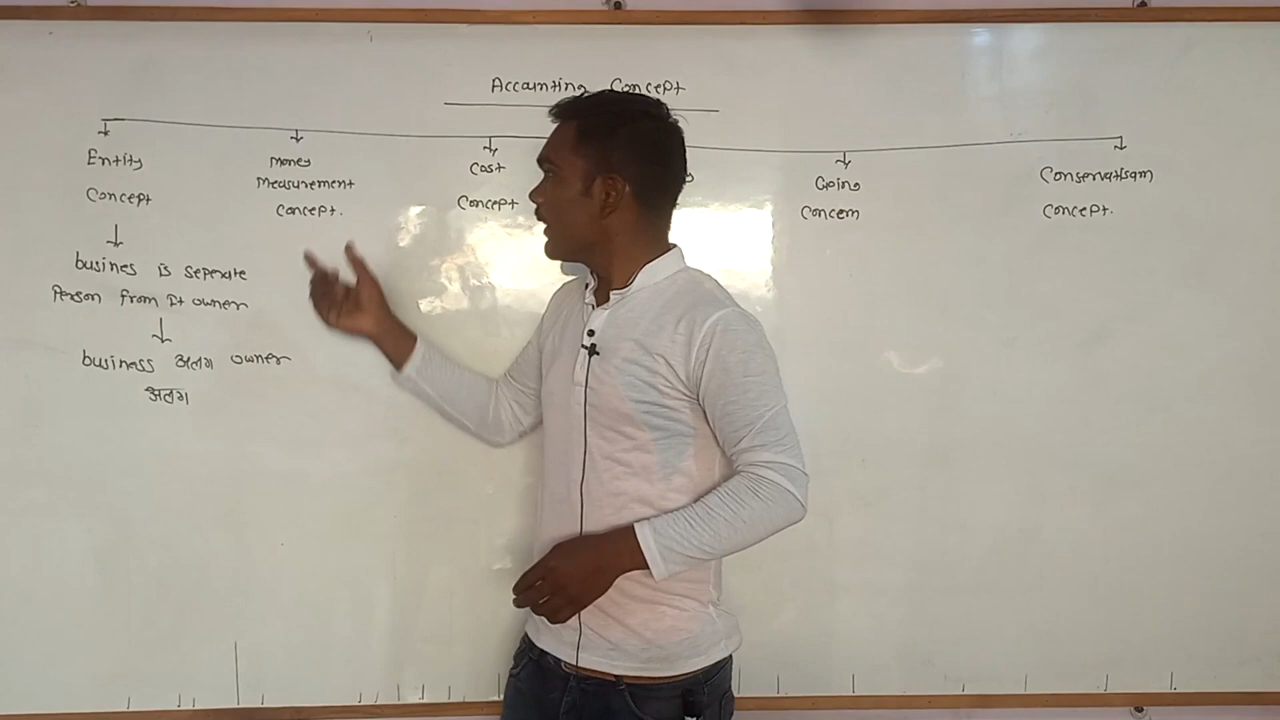 Accounting Concept
Entity
Concept
Money
Measurement
Concept.
Cost
Concept
Going
Concern
Conservatisam
Concept.
busines is seperate
Person from It owner
business अलग owner
अलग